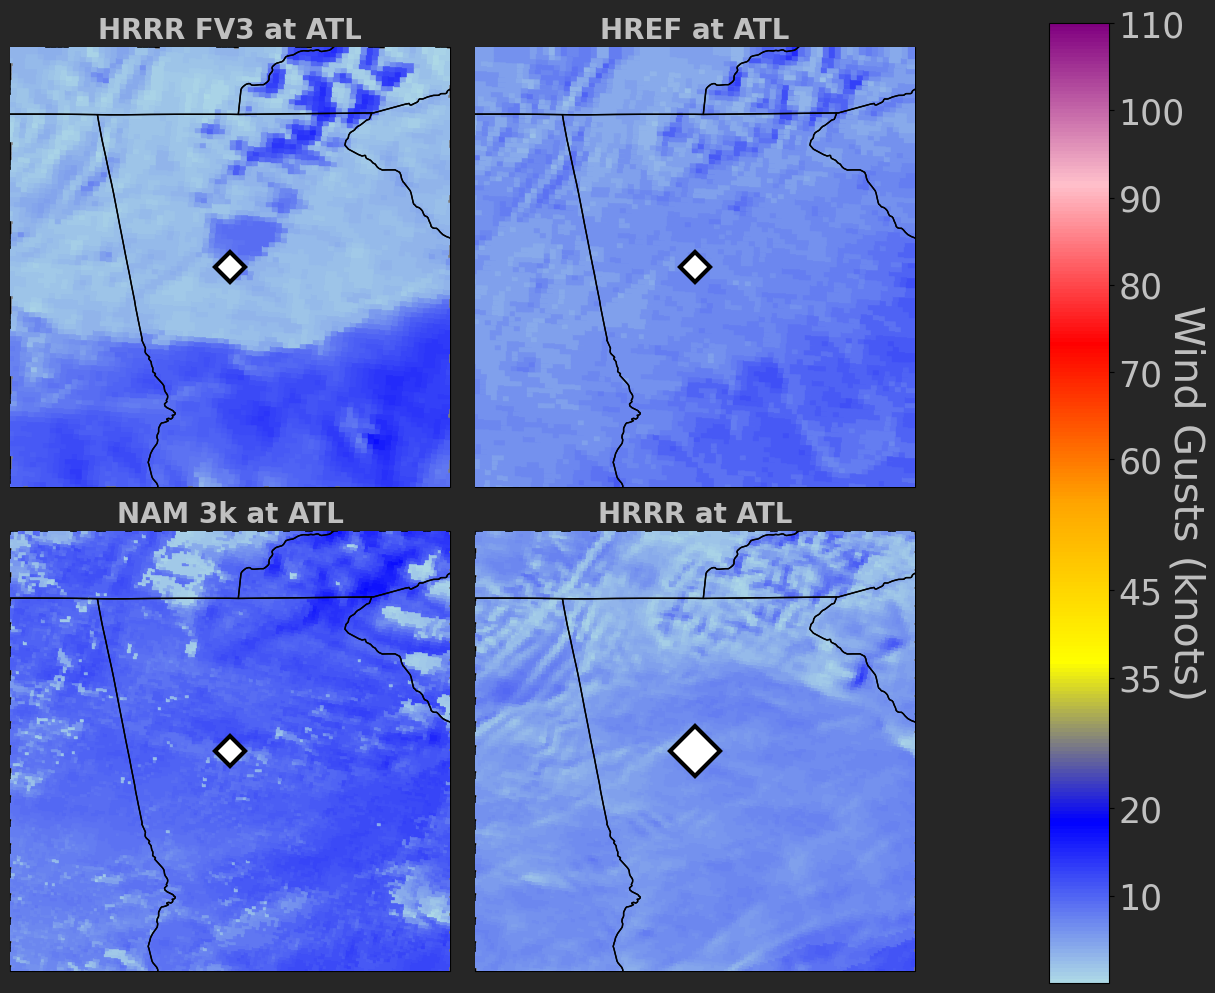 HRRR FV3 at ATL
HREF at ATL
NAM 3k at ATL
HRRR at ATL
110
100
90
80
70
60
45
35
20
10
Wind Gusts (knots)